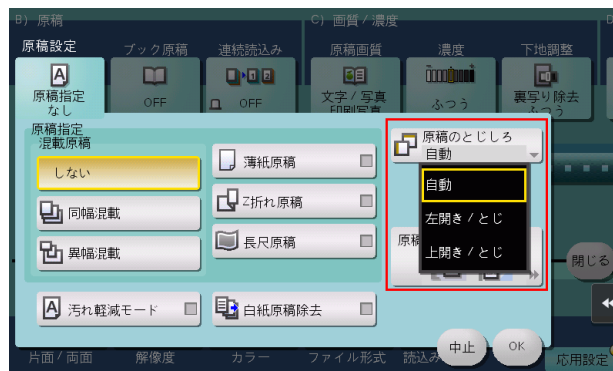 B) 原稿
C) 画質 / 濃度
原稿設定
ブック原稿
連続読込み
原稿画質
濃度
下地調整
原稿指定
なし
OFF
OFF
文字 / 写真
印刷写真
ふつう
裏写り除去
ふつう
原稿指定
混載原稿
しない
同幅混載
異幅混載
薄紙原稿
Z折れ原稿
長尺原稿
汚れ軽減モード
白紙原稿除去
原稿のとじしろ
自動
自動
左開き / とじ
上開き / とじ
原稿
閉じる
中止
OK
片面 / 両面
解像度
カラー
ファイル形式
読込み
応用設定